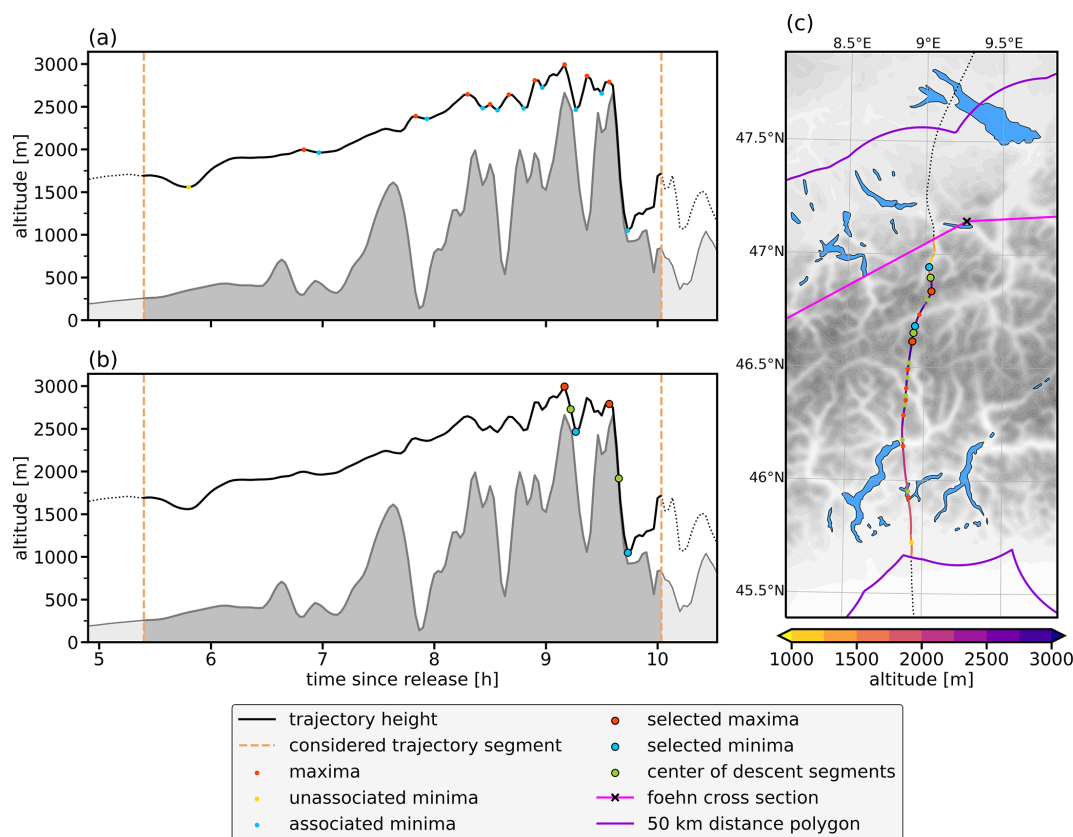 (a)
3000
2500
2000
1500
1000
500
0
altitude [m]
(b)
3000
2500
2000
1500
1000
500
0
altitude [m]
5 6 7 8 9 10
time since release [h]
(c)
8.5°E 9°E 9.5°E
47.5°N
47°N
46.5°N
46°N
45.5°N
1000 1500 2000 2500 3000
altitude [m]
trajectory height
considered trajectory segment
maxima
unassociated minima
associated minima
selected maxima
selected minima
center of descent segments
foehn cross section
50 km distance polygon